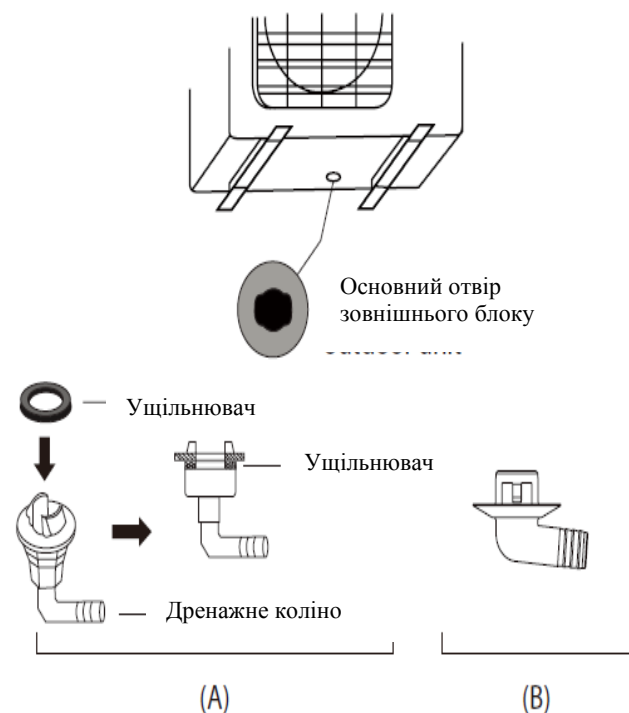 Основний отвір
зовнішнього блоку
Ущільнювач
Ущільнювач
Дренажне коліно
(A)
(B)